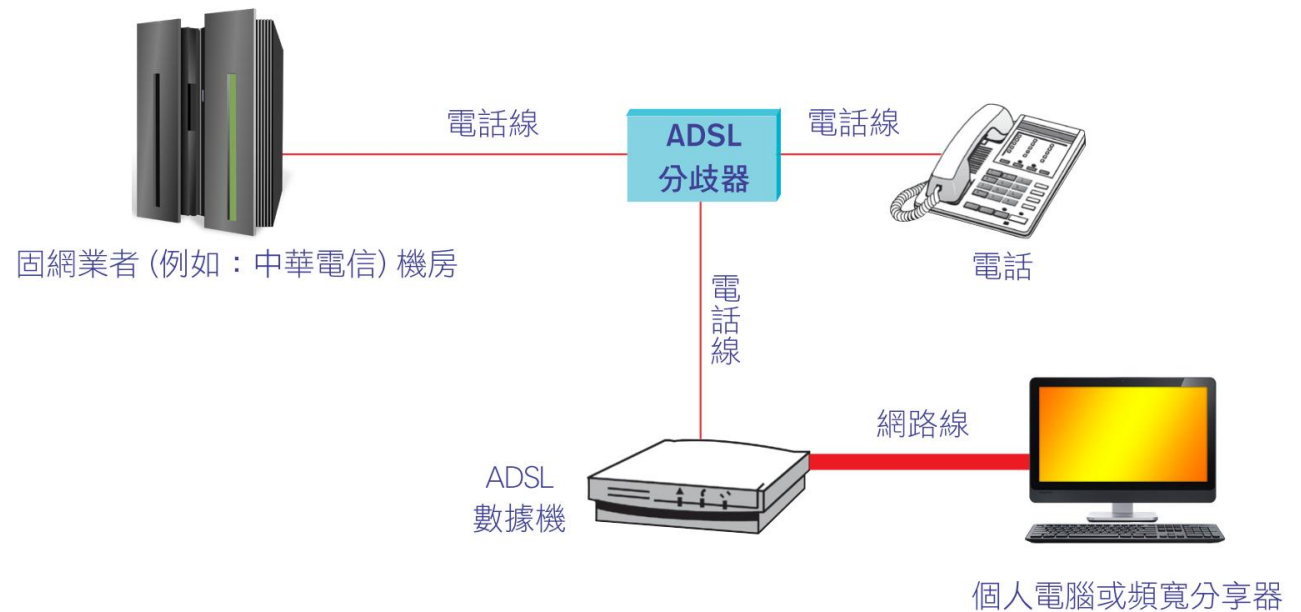 電話線
ADSL
分歧器
電話線
固網業者 (例如：中華電信) 機房
電話
電話線
網路線
ADSL
數據機
個人電腦或頻寬分享器